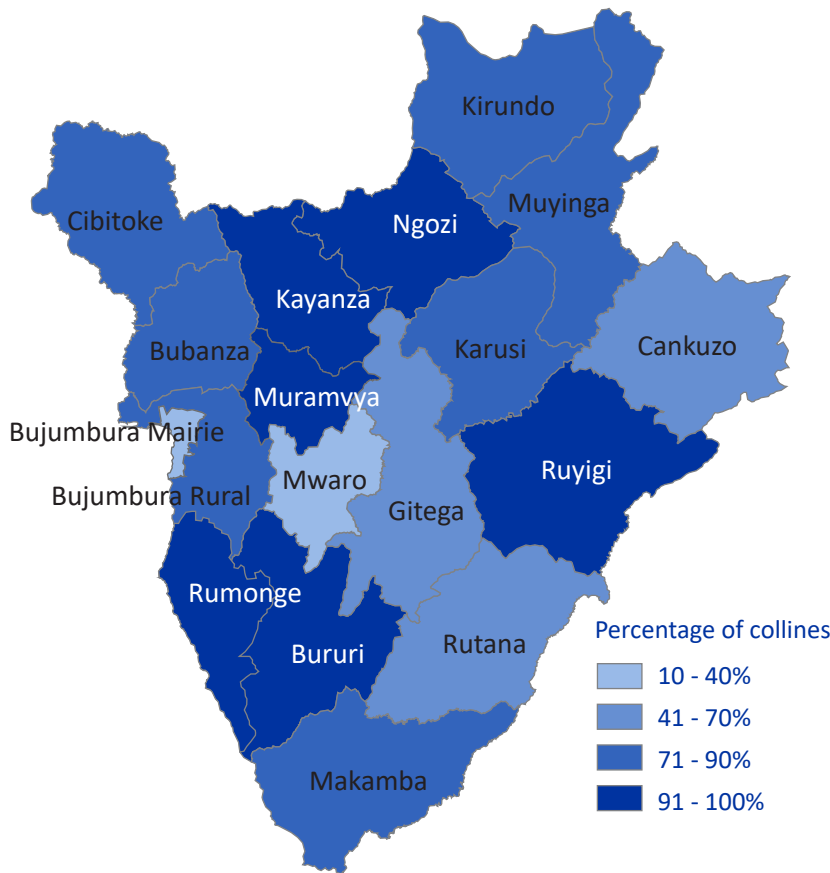 Kirundo
Muyinga
Cibitoke
Ngozi
Kayanza
Bubanza
Karusi
Cankuzo
Muramvya
Bujumbura Mairie
Mwaro
Ruyigi
Bujumbura Rural
Gitega
Rumonge
Bururi
Rutana
Makamba
Percentage of collines
10 - 40%
41 - 70%
71 - 90%
91 - 100%